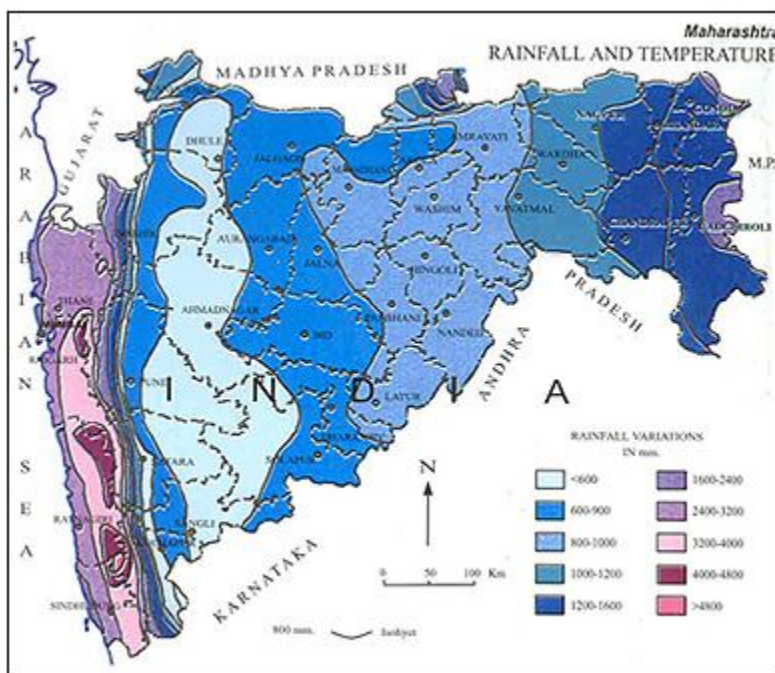 Maharashtra
RAINFALL AND TEMPERATURE
MADHYA PRADESH
GUJARAT
M.P.
ARABIAN SEA
DHULE
JALGAON
AMRAVATI
NAGPUR
WARDHA
WASHIM
YAVATMAL
AURANGABAD
JALNA
HINGOLI
THANE
AHMADNAGAR
BID
PARBHANI
NANDED
RAIGARH
PUNE
INDIA
LATUR
ANDHRA
PRADESH
SATARA
SOLAPUR
RATNAGIRI
SANGLI
KARNATAKA
N
0 50 100 Km
800 mm. Isohyet
RAINFALL VARIATIONS
IN mm.
<600
600-900
800-1000
1000-1200
1200-1600
1600-2400
2400-3200
3200-4000
4000-4800
>4800